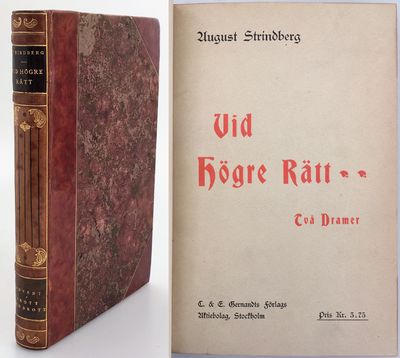 STRINDBERG
VID HÖGRE
RÄTT
August Strindberg
Vid
Högre Rätt
Två Dramer
C. & E. Gernandts Förlags
Aktiebolag, Stockholm
Pris Kr. 3.75